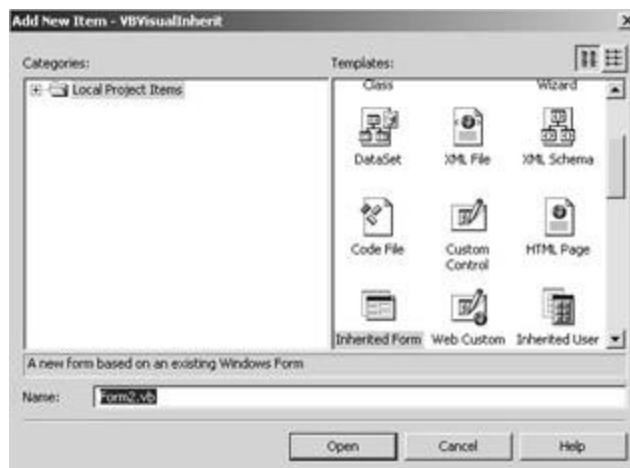 Add New Item - VBVisualInherit
Categories:
Templates:
Local Project Items
Class
Wizard
DataSet
XML File
XML Schema
Code File
Custom
Control
HTML Page
Inherited Form
Web Custom
Inherited User
A new form based on an existing Windows Form
Name:
Form2.vb
Open
Cancel
Help